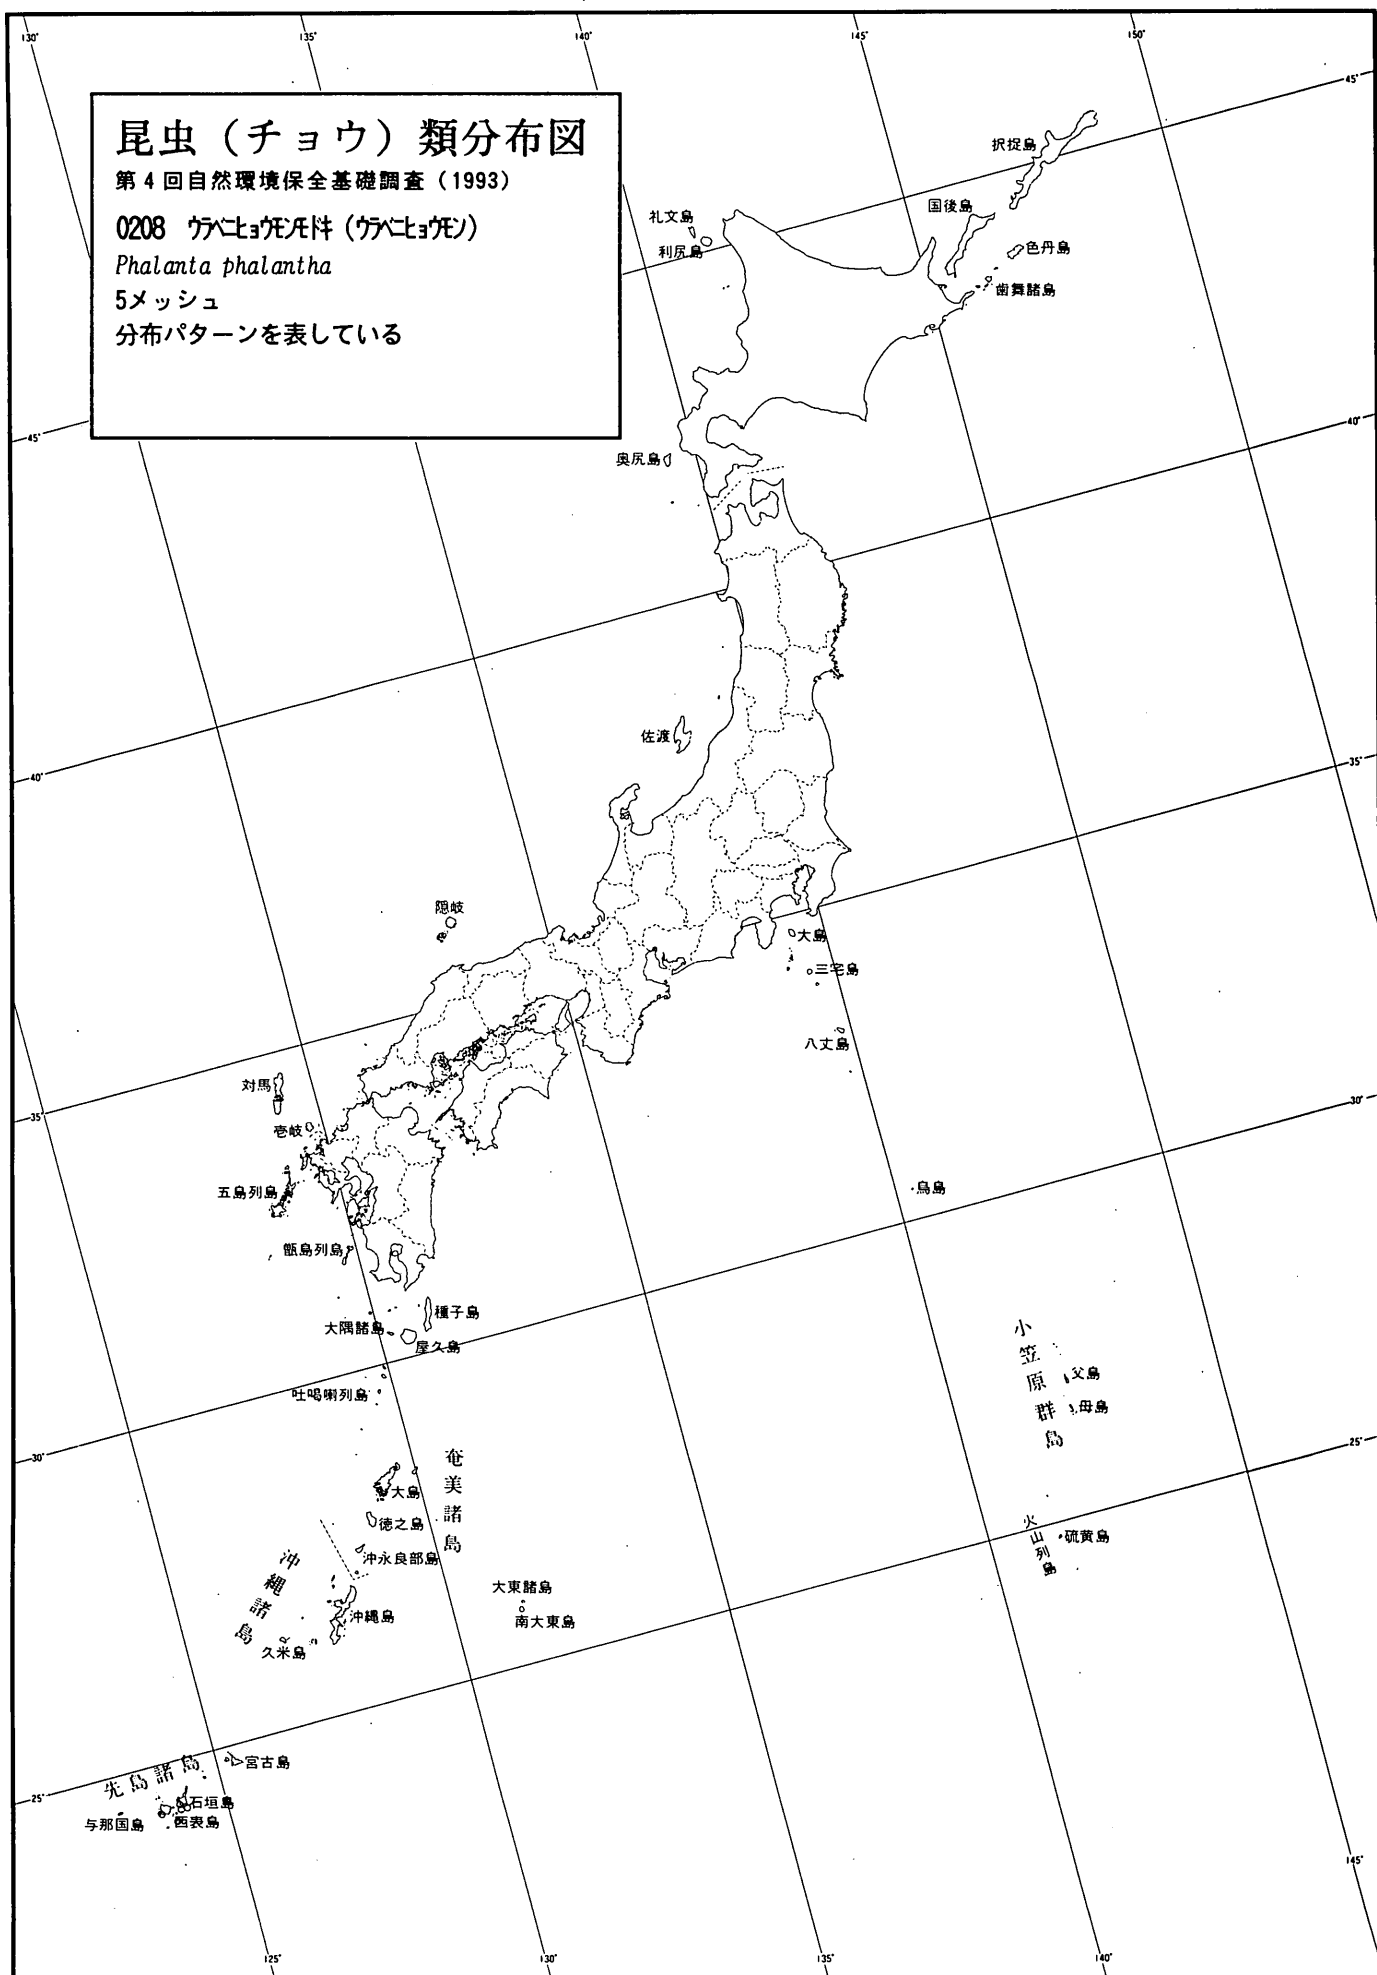 130°
135°
140°
145°
150°
昆虫（チョウ）類分布図
第4回自然環境保全基礎調査（1993）
0208 ウラベニヒョウモンモドキ（ウラベニヒョウモン）
Phalanta phalantha
5メッシュ
分布パターンを表している
45°
択捉島
国後島
礼文島
利尻島
色丹島
歯舞諸島
40°
45°
奥尻島
佐渡
35°
40°
隠岐
大島
三宅島
八丈島
対馬
30°
35°
壱岐
五島列島
鳥島
甑島列島
種子島
大隅諸島
屋久島
小笠原群島
父島
吐喝喇列島
母島
25°
30°
奄美諸島
大島
徳之島
火山列島
硫黄島
沖永良部島
沖縄諸島
大東諸島
沖縄島
南大東島
久米島
宮古島
先島諸島
25°
石垣島
与那国島
西表島
145°
125°
130°
135°
140°